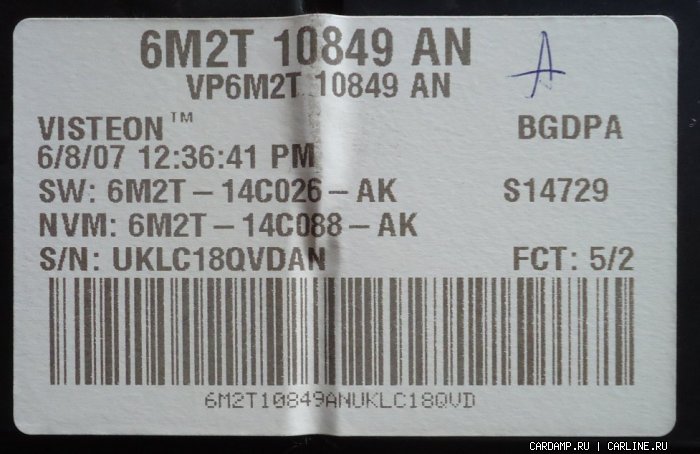 6M2T 10849 AN
A
VP6M2T 10849 AN
VISTEON™ BGDPA
6/8/07 12:36:41 PM
SW: 6M2T-14C026-AK S14729
NVM: 6M2T-14C088-AK
S/N: UKLC18QVDAN FCT: 5/2
6M2T10849ANUKLC18QVD
CARDAMP.RU | CARLINE.RU